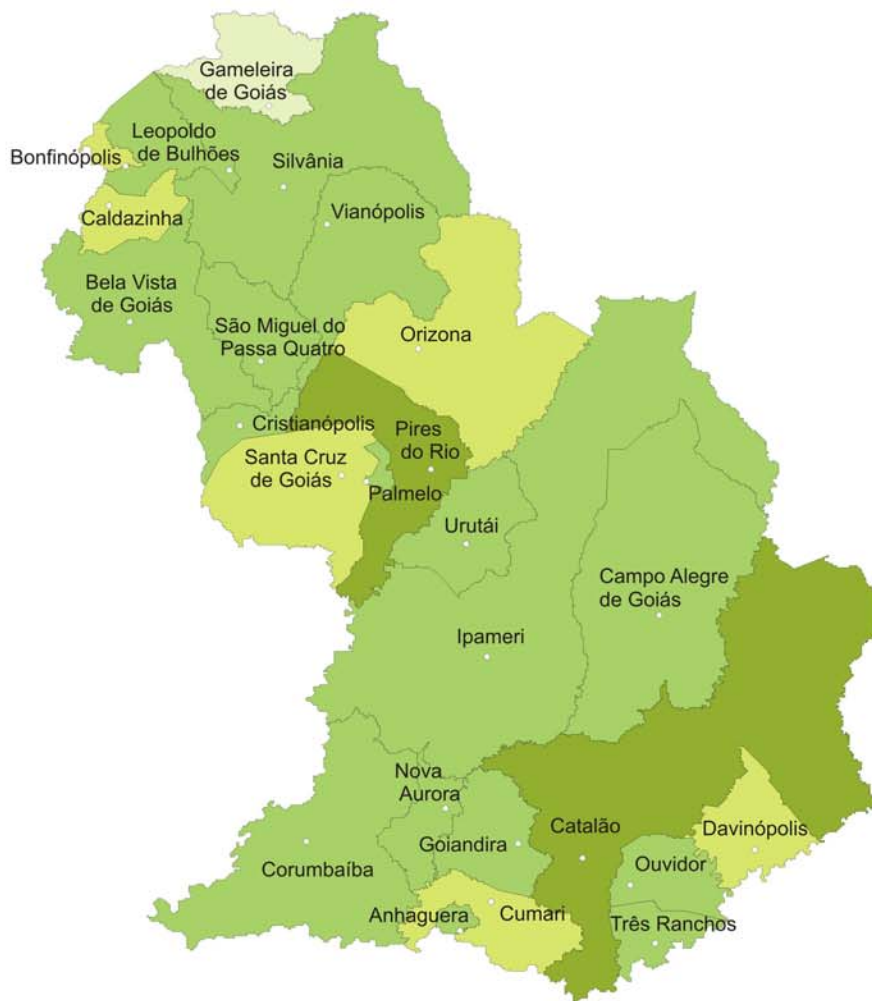 Gameleira
de Goiás
Leopoldo
de Bulhões
Bonfinópolis
Silvânia
Caldazinha
Vianópolis
Bela Vista
de Goiás
São Miguel do
Passa Quatro
Orizona
Cristianópolis
Pires
do Rio
Santa Cruz
de Goiás
Palmelo
Urutái
Campo Alegre
de Goiás
Ipameri
Nova
Aurora
Goiandira
Catalão
Davinópolis
Corumbaíba
Ouvidor
Anhaguera
Cumari
Três Ranchos